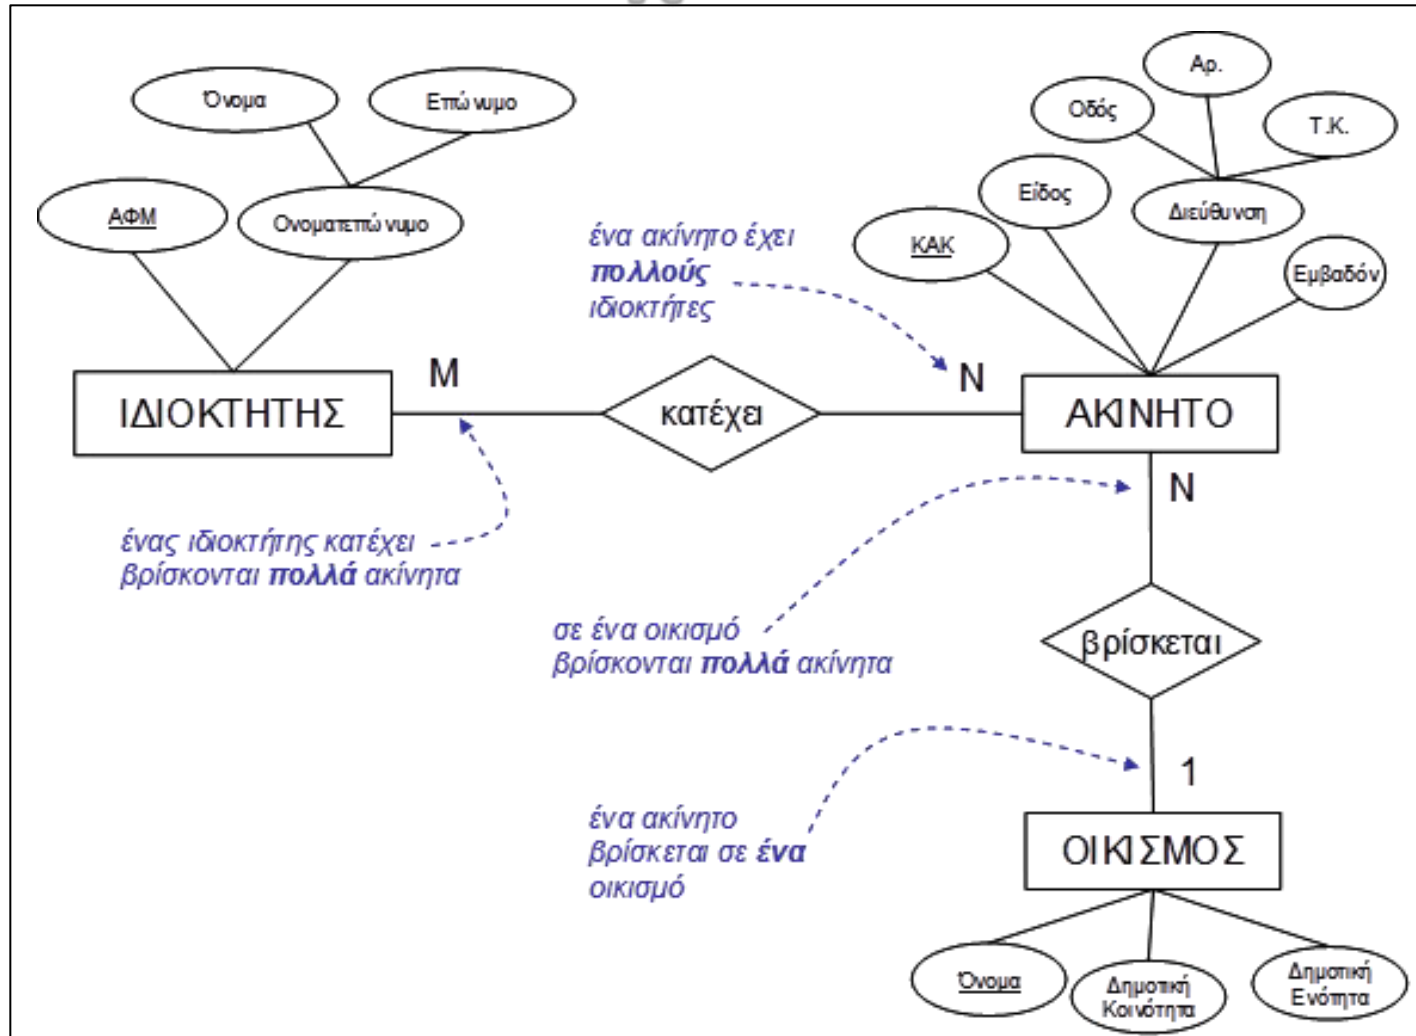 Όνομα
Επώνυμο
ΑΦΜ
Ονοματεπώνυμο
Αρ.
Οδός
Τ.Κ.
Είδος
Διεύθυνση
ΚΑΚ
Εμβαδόν
ένα ακίνητο έχει
πολλούς
ιδιοκτήτες
ΙΔΙΟΚΤΗΤΗΣ
M
κατέχει
N
ΑΚΙΝΗΤΟ
N
ένας ιδιοκτήτης κατέχει
βρίσκονται πολλά ακίνητα
σε ένα οικισμό
βρίσκονται πολλά ακίνητα
βρίσκεται
1
ένα ακίνητο
βρίσκεται σε ένα
οικισμό
ΟΙΚΙΣΜΟΣ
Όνομα
Δημοτική
Κοινότητα
Δημοτική
Ενότητα